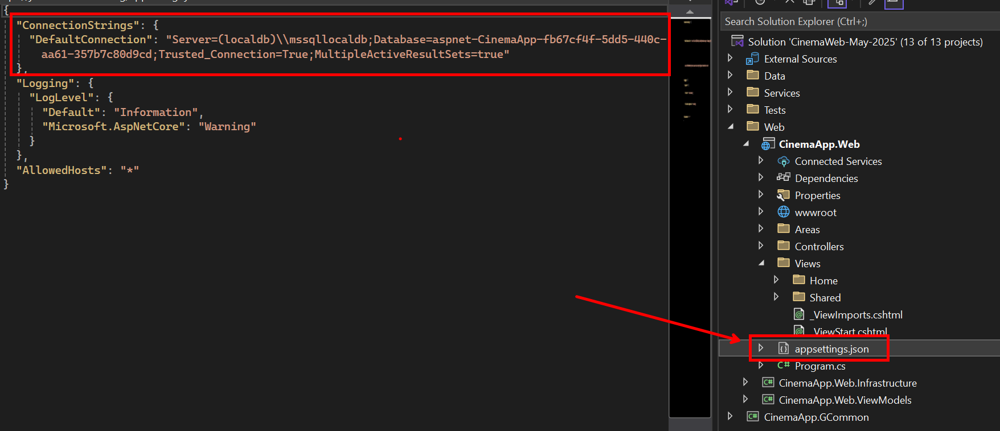 {
"ConnectionStrings": {
"DefaultConnection": "Server=(localdb)\\mssqllocaldb;Database=aspnet-CinemaApp-fb67cf4f-5dd5-440c-
aa61-357b7c80d9cd;Trusted_Connection=True;MultipleActiveResultSets=true"
},
"Logging": {
"LogLevel": {
"Default": "Information",
"Microsoft.AspNetCore": "Warning"
}
},
"AllowedHosts": "*"
}
Search Solution Explorer (Ctrl+;)
Solution 'CinemaWeb-May-2025' (13 of 13 projects)
External Sources
Data
Services
Tests
Web
CinemaApp.Web
Connected Services
Dependencies
Properties
wwwroot
Areas
Controllers
Views
Home
Shared
_ViewImports.cshtml
_ViewStart.cshtml
appsettings.json
C# Program.cs
C# CinemaApp.Web.Infrastructure
C# CinemaApp.Web.ViewModels
C# CinemaApp.GCommon